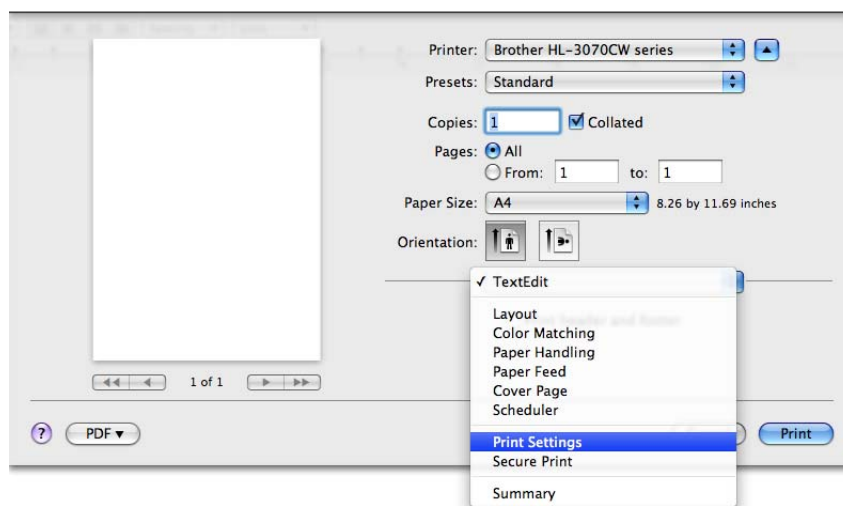 Printer: Brother HL-3070CW series
Presets: Standard
Copies: 1 ✓ Collated
Pages: All
From: 1 to: 1
Paper Size: A4 8.26 by 11.69 inches
Orientation:
✓ TextEdit
Layout
Color Matching
Paper Handling
Paper Feed
Cover Page
Scheduler
Print Settings
Secure Print
Summary
1 of 1
? PDF ▼ Print